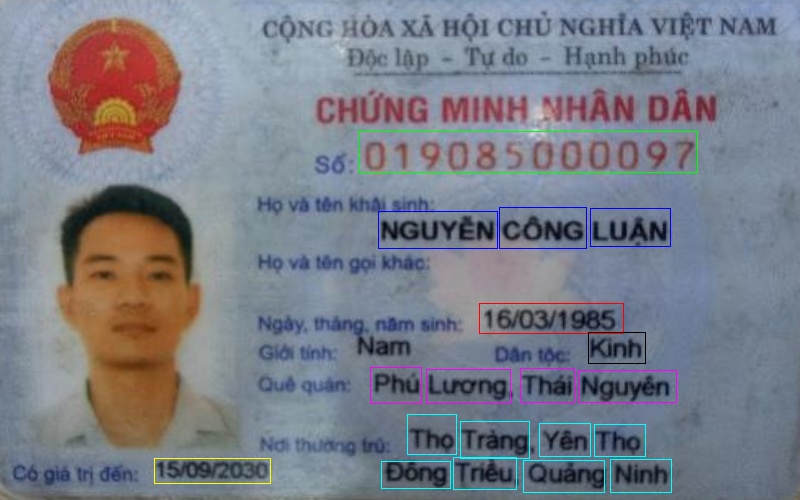 CỘNG HÒA XÃ HỘI CHỦ NGHĨA VIỆT NAM
Độc lập - Tự do - Hạnh phúc
CHỨNG MINH NHÂN DÂN
Số: 019085000097
Họ và tên khai sinh:
NGUYỄN CÔNG LUẬN
Họ và tên gọi khác:
Ngày, tháng, năm sinh: 16/03/1985
Giới tính: Nam Dân tộc: Kinh
Quê quán: Phú Lương, Thái Nguyên
Nơi thường trú: Thọ Tràng, Yên Thọ
Đông Triều, Quảng Ninh
Có giá trị đến: 15/09/2030